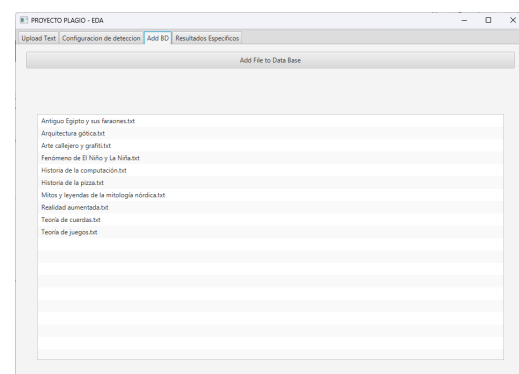 PROYECTO PLAGIO - EDA
Upload Text Configuracion de deteccion Add BD Resultados Especificos
Add File to Data Base
Antiguo Egipto y sus faraones.txt
Arquitectura gótica.txt
Arte callejero y grafiti.txt
Fenómeno de El Niño y La Niña.txt
Historia de la computación.txt
Historia de la pizza.txt
Mitos y leyendas de la mitología nórdica.txt
Realidad aumentada.txt
Teoría de cuerdas.txt
Teoría de juegos.txt